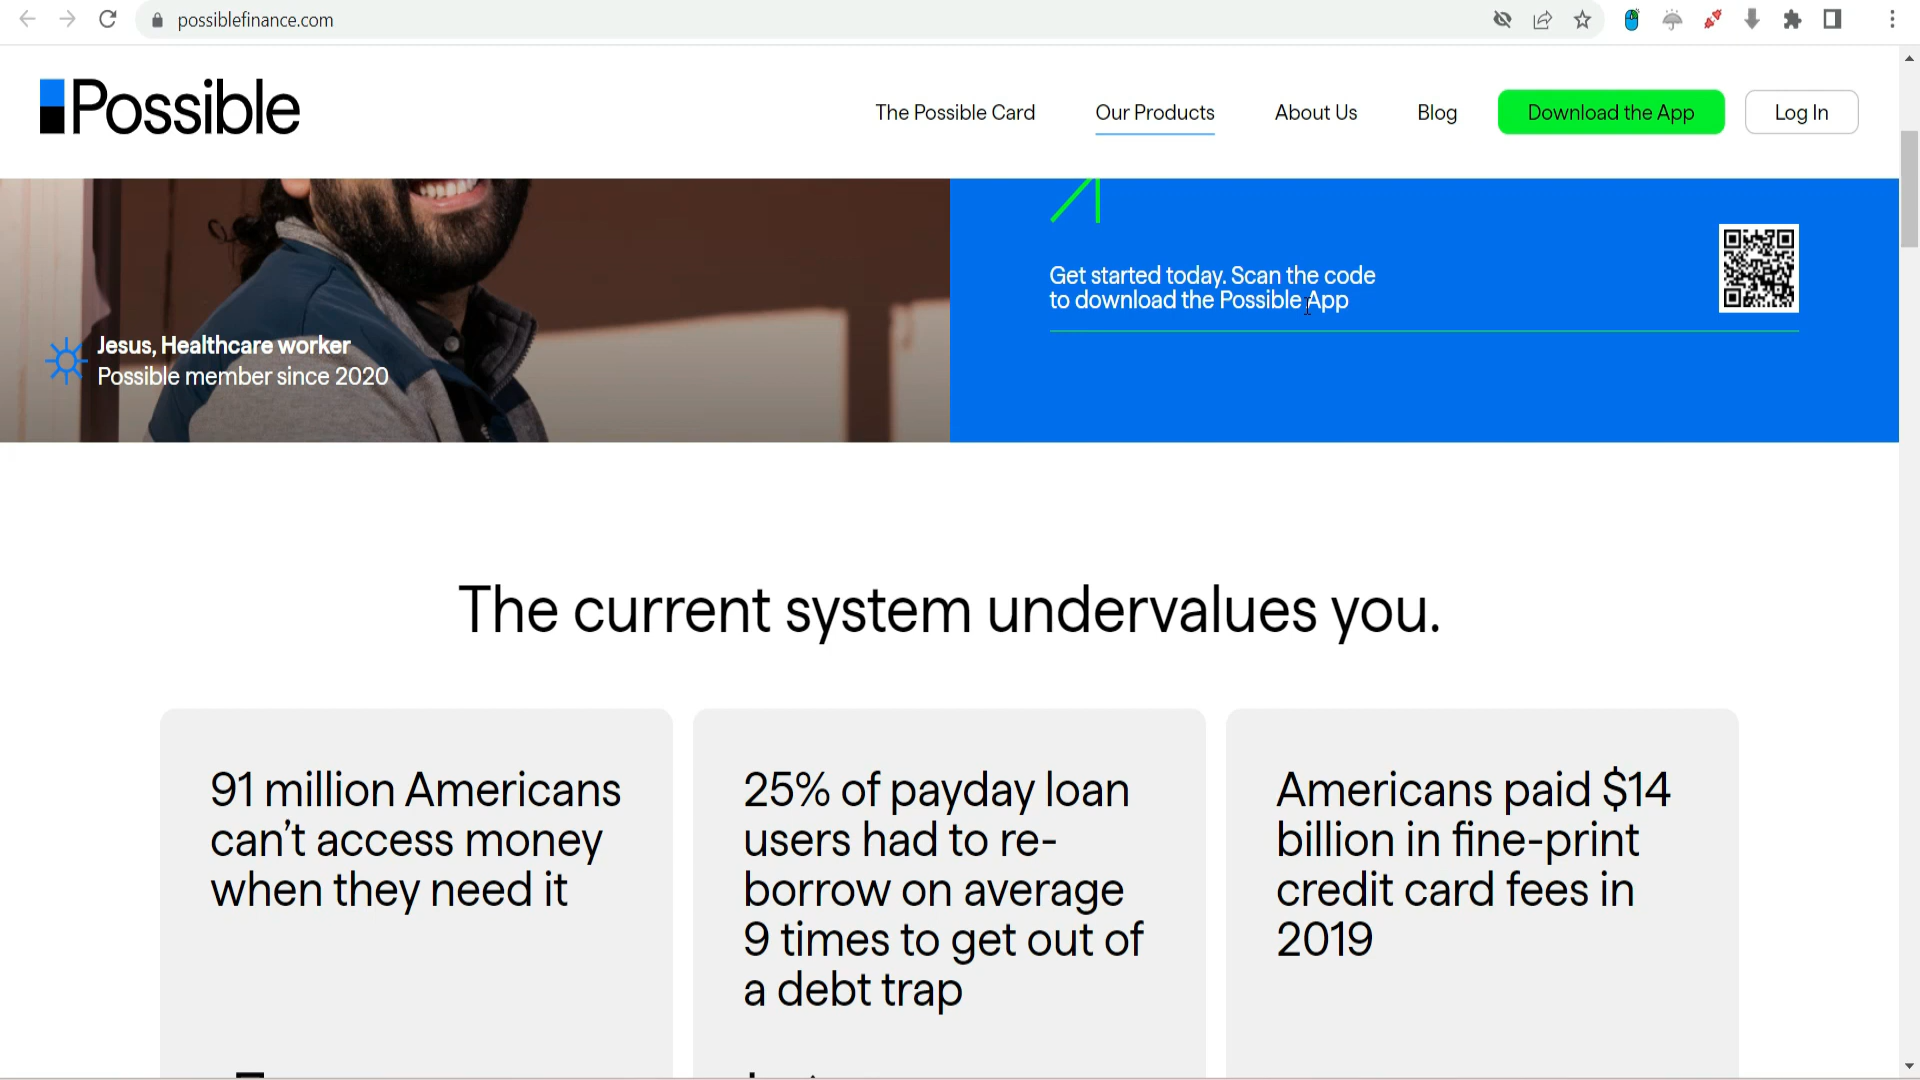 possiblefinance.com
Possible
The Possible Card
Our Products
About Us
Blog
Download the App
Log In
Get started today. Scan the code
to download the Possible App
Jesus, Healthcare worker
Possible member since 2020
The current system undervalues you.
91 million Americans
can’t access money
when they need it
25% of payday loan
users had to re-
borrow on average
9 times to get out of
a debt trap
Americans paid $14
billion in fine-print
credit card fees in
2019